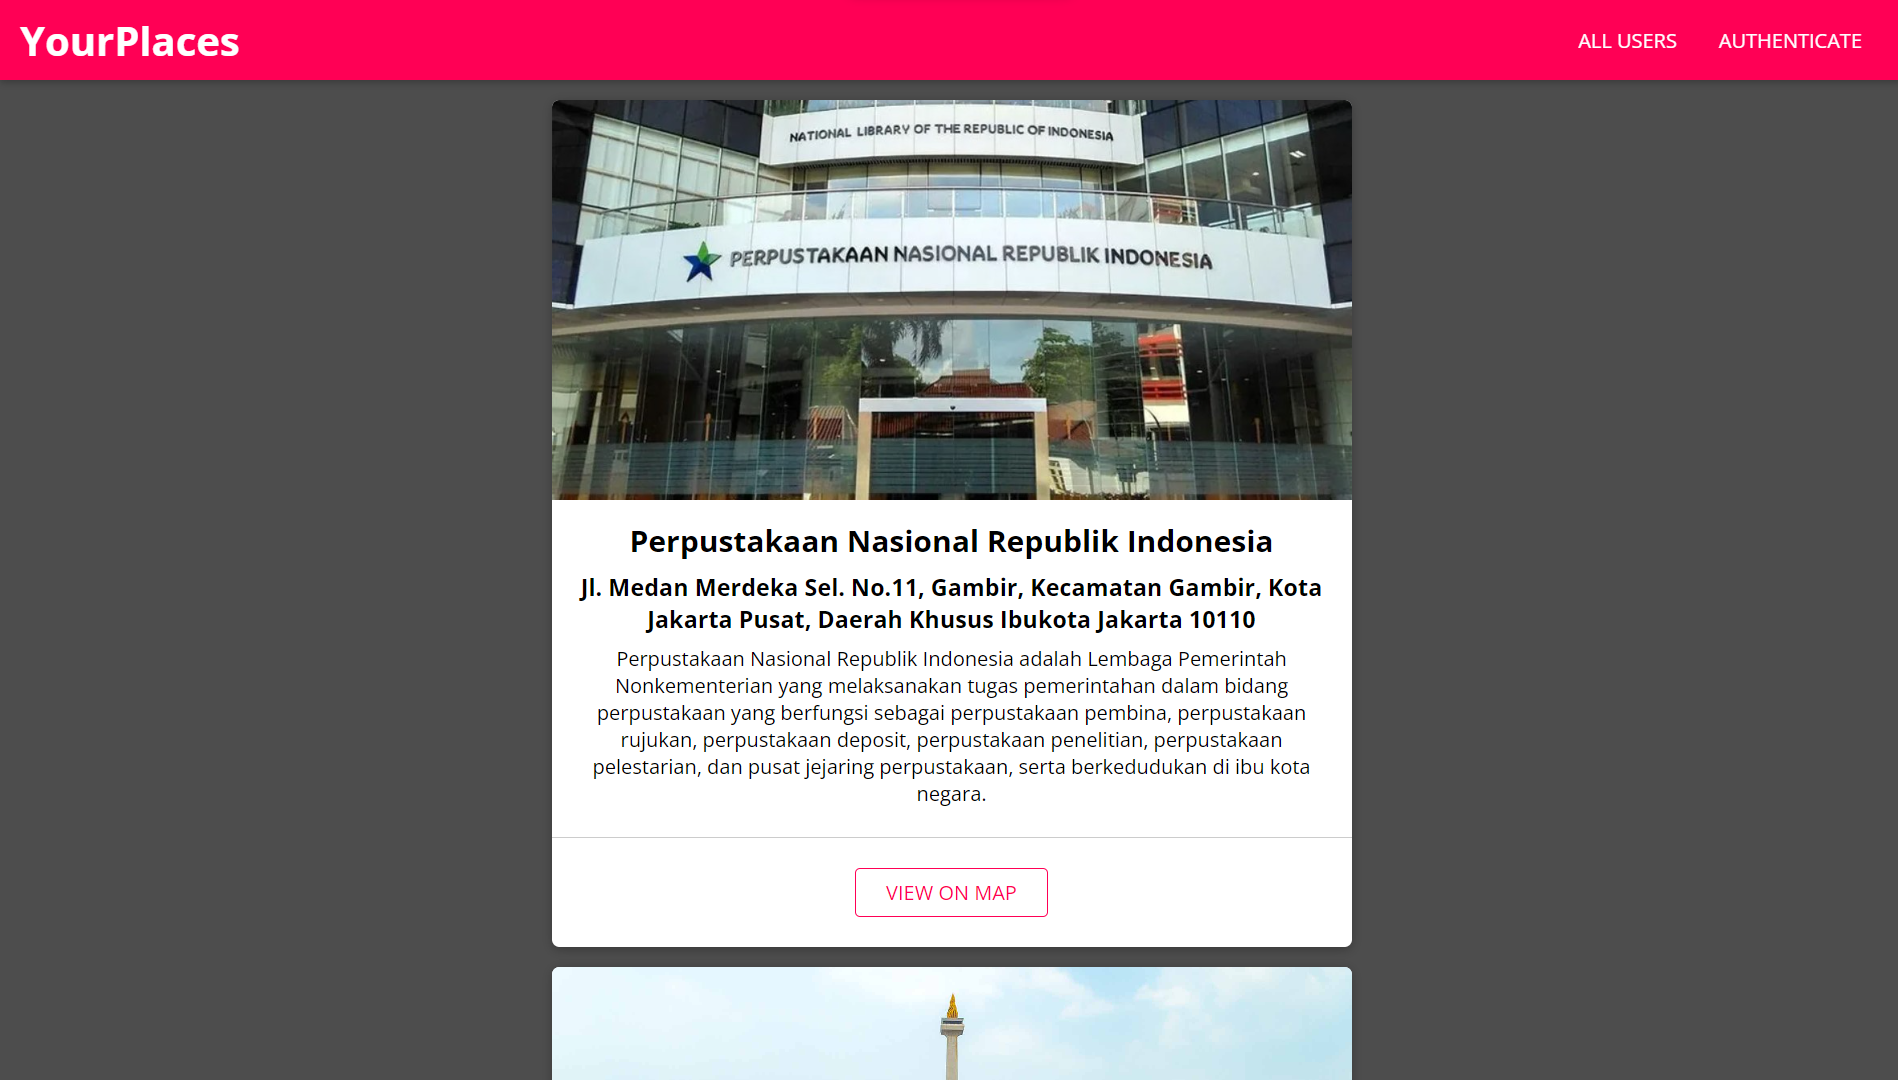 YourPlaces
ALL USERS
AUTHENTICATE
NATIONAL LIBRARY OF THE REPUBLIC OF INDONESIA
PERPUSTAKAAN NASIONAL REPUBLIK INDONESIA
Perpustakaan Nasional Republik Indonesia
Jl. Medan Merdeka Sel. No.11, Gambir, Kecamatan Gambir, Kota
Jakarta Pusat, Daerah Khusus Ibukota Jakarta 10110
Perpustakaan Nasional Republik Indonesia adalah Lembaga Pemerintah
Nonkementerian yang melaksanakan tugas pemerintahan dalam bidang
perpustakaan yang berfungsi sebagai perpustakaan pembina, perpustakaan
rujukan, perpustakaan deposit, perpustakaan penelitian, perpustakaan
pelestarian, dan pusat jejaring perpustakaan, serta berkedudukan di ibu kota
negara.
VIEW ON MAP